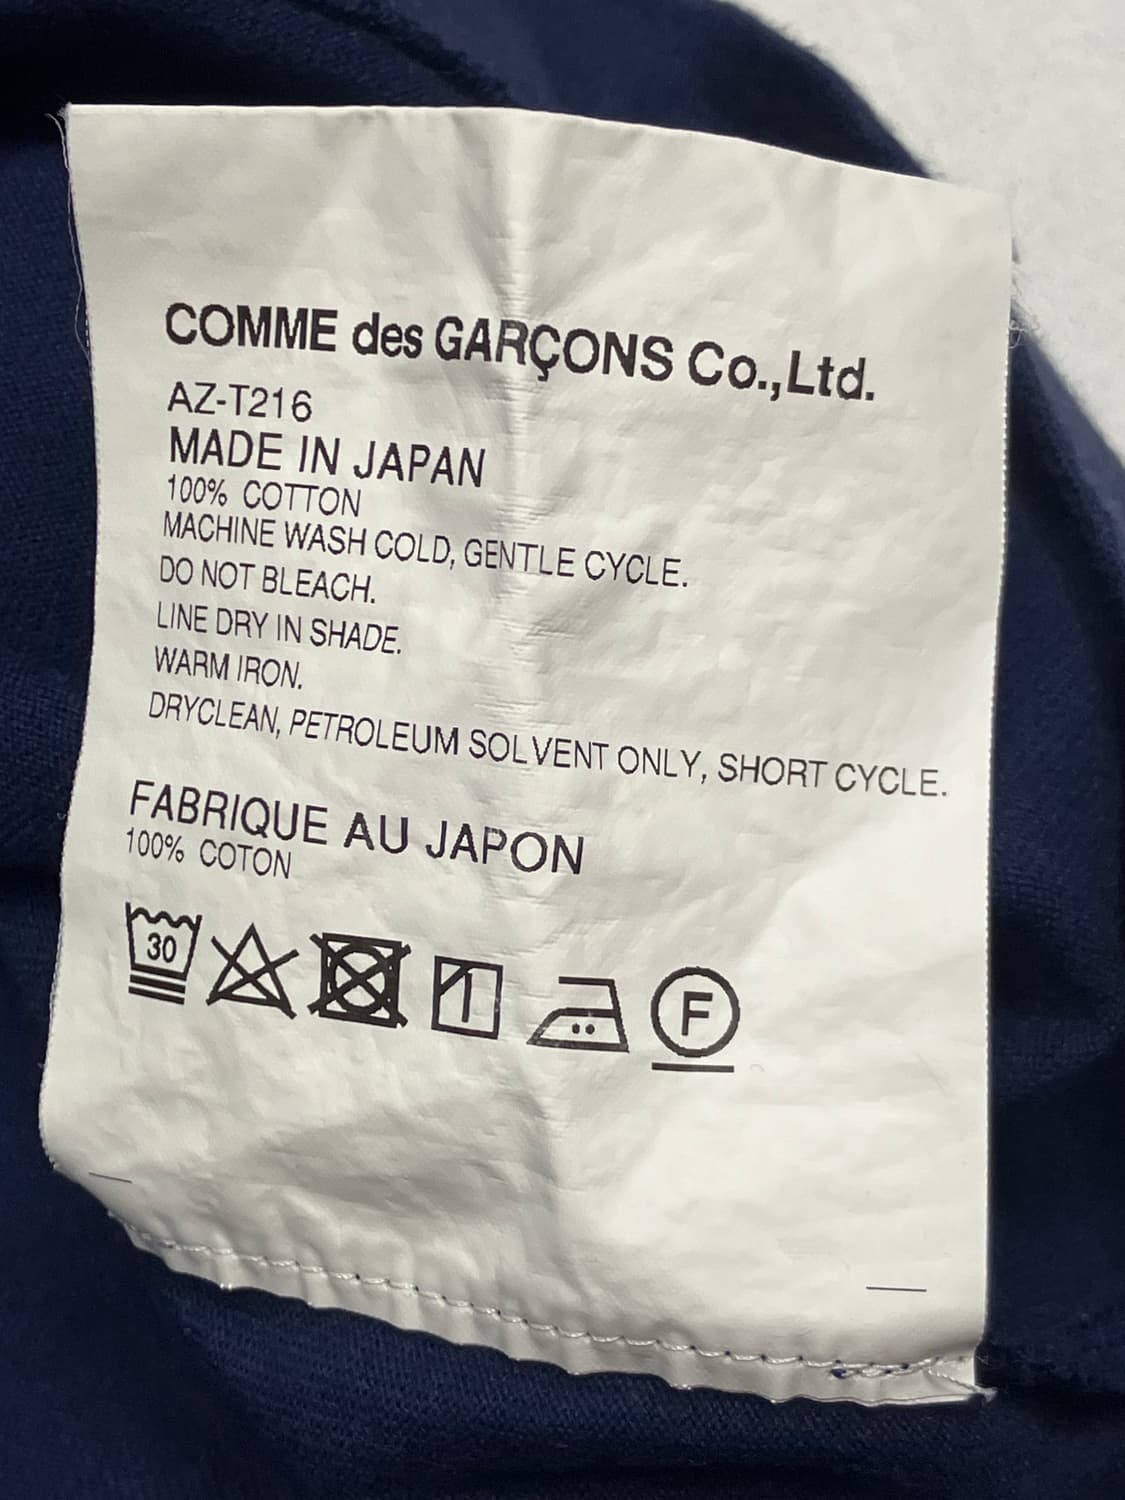 COMME des GARÇONS Co.,Ltd.
AZ-T216
MADE IN JAPAN
100% COTTON
MACHINE WASH COLD, GENTLE CYCLE.
DO NOT BLEACH.
LINE DRY IN SHADE.
WARM IRON.
DRYCLEAN, PETROLEUM SOLVENT ONLY, SHORT CYCLE.
FABRIQUE AU JAPON
100% COTON
30 F